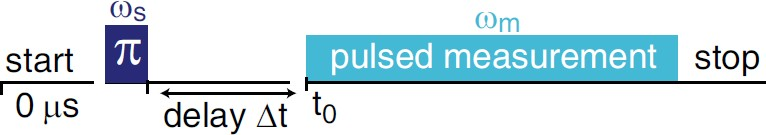 ωs ωm
start π pulsed measurement stop
0 μs delay Δt t0